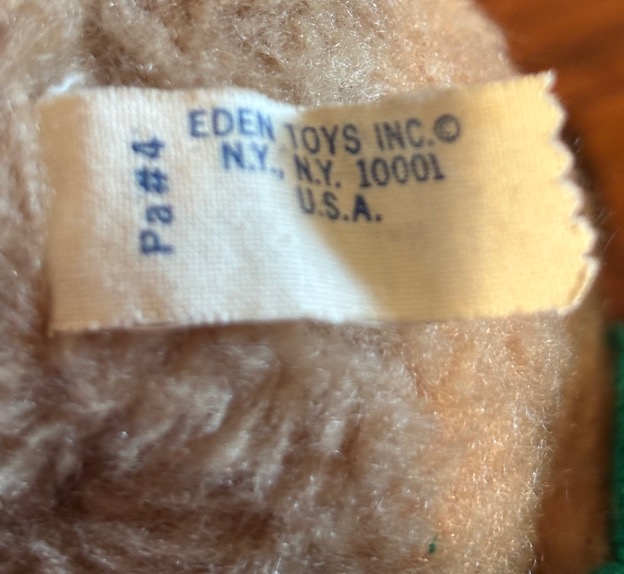 EDEN TOYS INC.©
N.Y., N.Y. 10001
U.S.A.
Pa#4